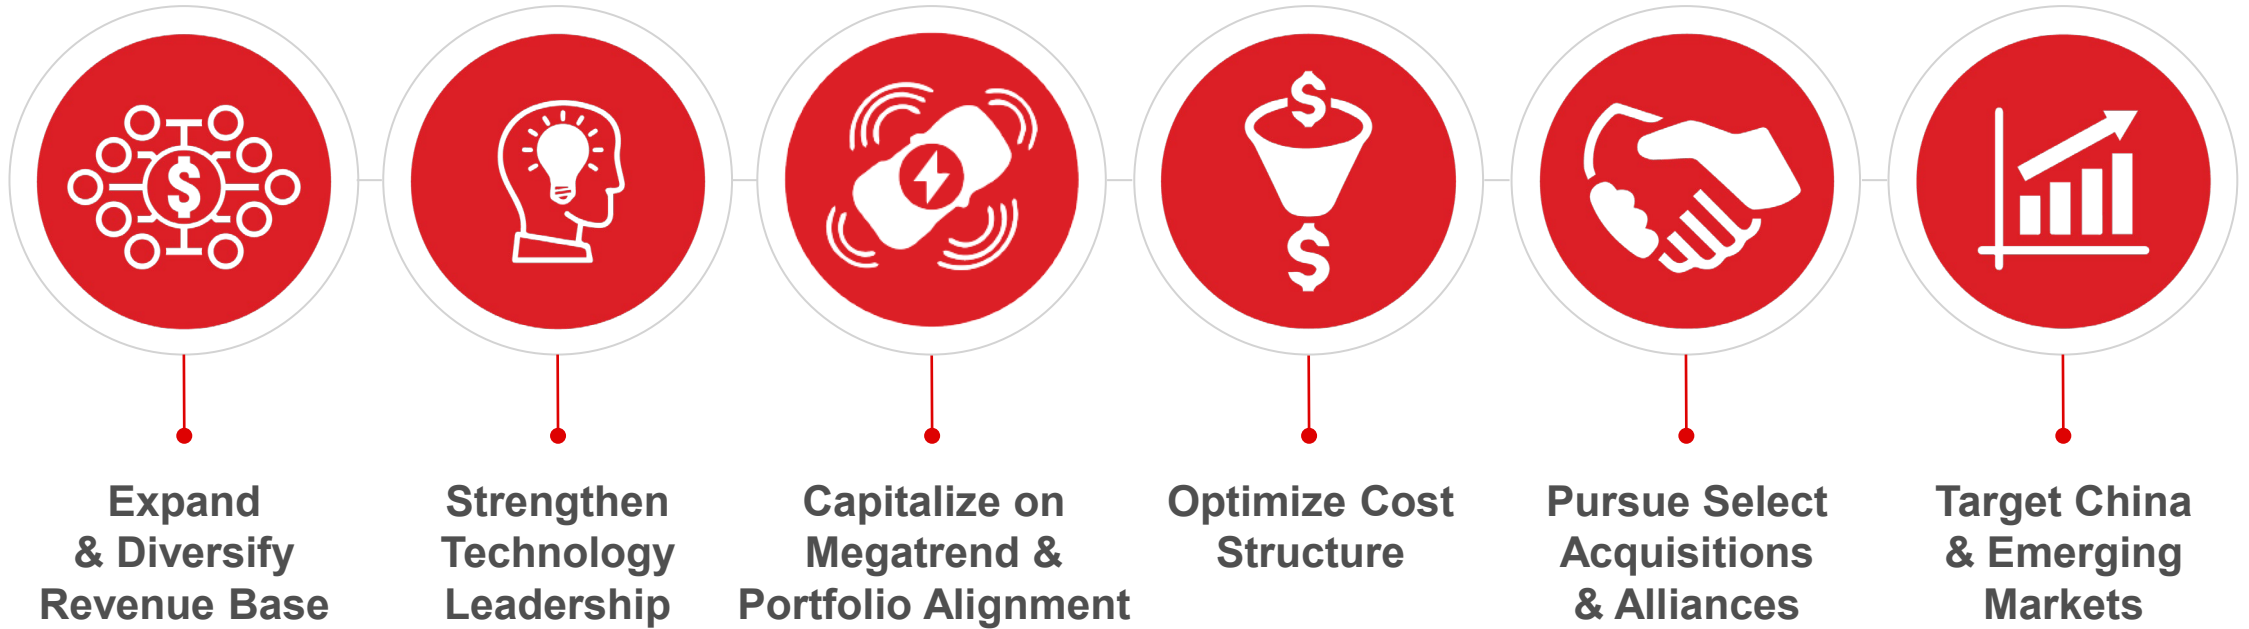 $
$
$
Expand
& Diversify
Revenue Base
Strengthen
Technology
Leadership
Capitalize on
Megatrend &
Portfolio Alignment
Optimize Cost
Structure
Pursue Select
Acquisitions
& Alliances
Target China
& Emerging
Markets